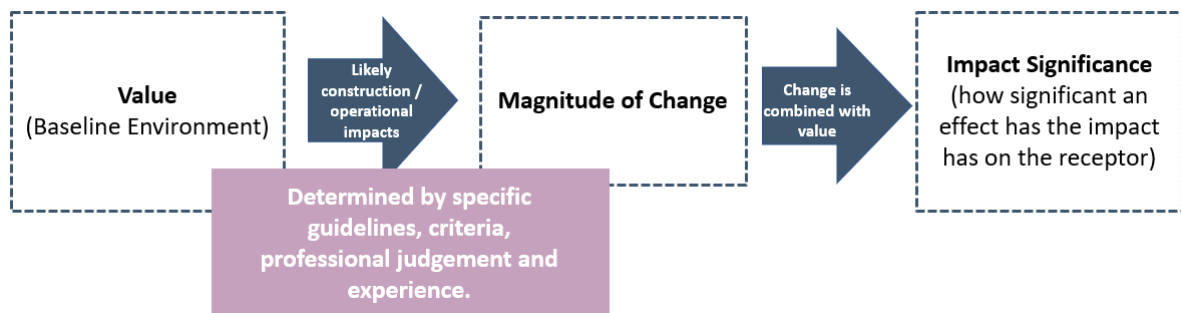 Value
(Baseline Environment)
Likely
construction /
operational
impacts
Magnitude of Change
Change is
combined with
value
Impact Significance
(how significant an
effect has the impact
has on the receptor)
Determined by specific
guidelines, criteria,
professional judgement and
experience.